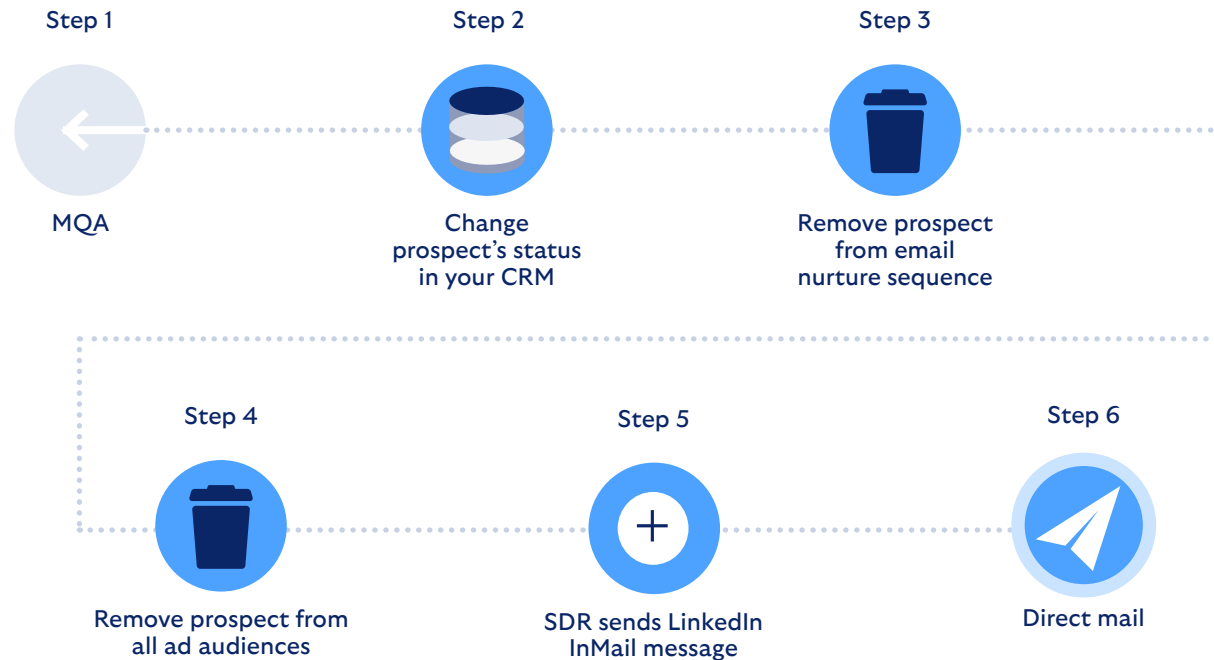 Step 1
Step 2
Step 3
MQA
Change
prospect’s status
in your CRM
Remove prospect
from email
nurture sequence
Step 4
Step 5
Step 6
Remove prospect from
all ad audiences
SDR sends LinkedIn
InMail message
Direct mail